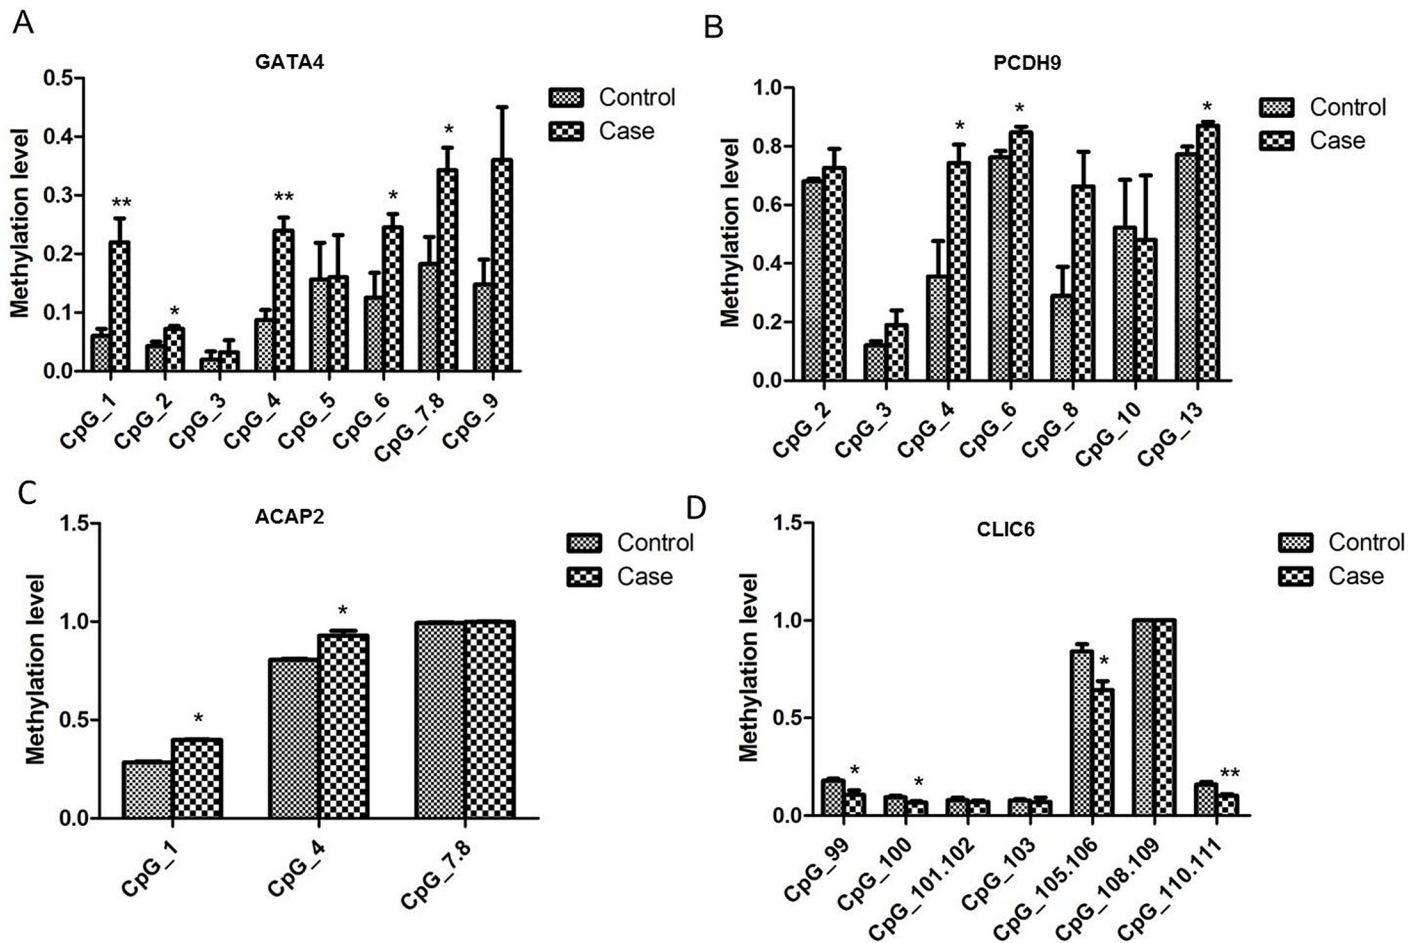 A
GATA4
Methylation level
0.5
0.4
0.3
0.2
0.1
0.0
** * ** * *
CpG_1 CpG_2 CpG_3 CpG_4 CpG_5 CpG_6 CpG_7.8 CpG_9
Control
Case
B
PCDH9
Methylation level
1.0
0.8
0.6
0.4
0.2
0.0
* * *
CpG_2 CpG_3 CpG_4 CpG_6 CpG_8 CpG_10 CpG_13
Control
Case
C
ACAP2
Methylation level
1.5
1.0
0.5
0.0
* *
CpG_1 CpG_4 CpG_7.8
Control
Case
D
CLIC6
Methylation level
1.5
1.0
0.5
0.0
* * * **
CpG_99 CpG_100 CpG_101.102 CpG_103 CpG_105.106 CpG_108.109 CpG_110.111
Control
Case